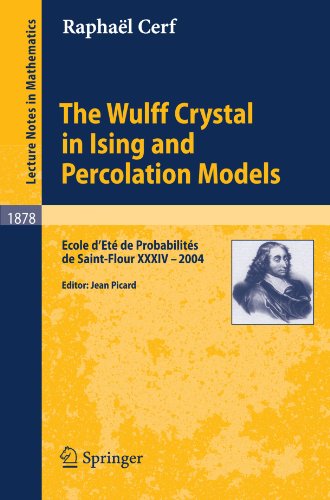 Raphaël Cerf
Lecture Notes in Mathematics
1878
The Wulff Crystal
in Ising and
Percolation Models
Ecole d'Eté de Probabilités
de Saint-Flour XXXIV – 2004
Editor: Jean Picard
Springer